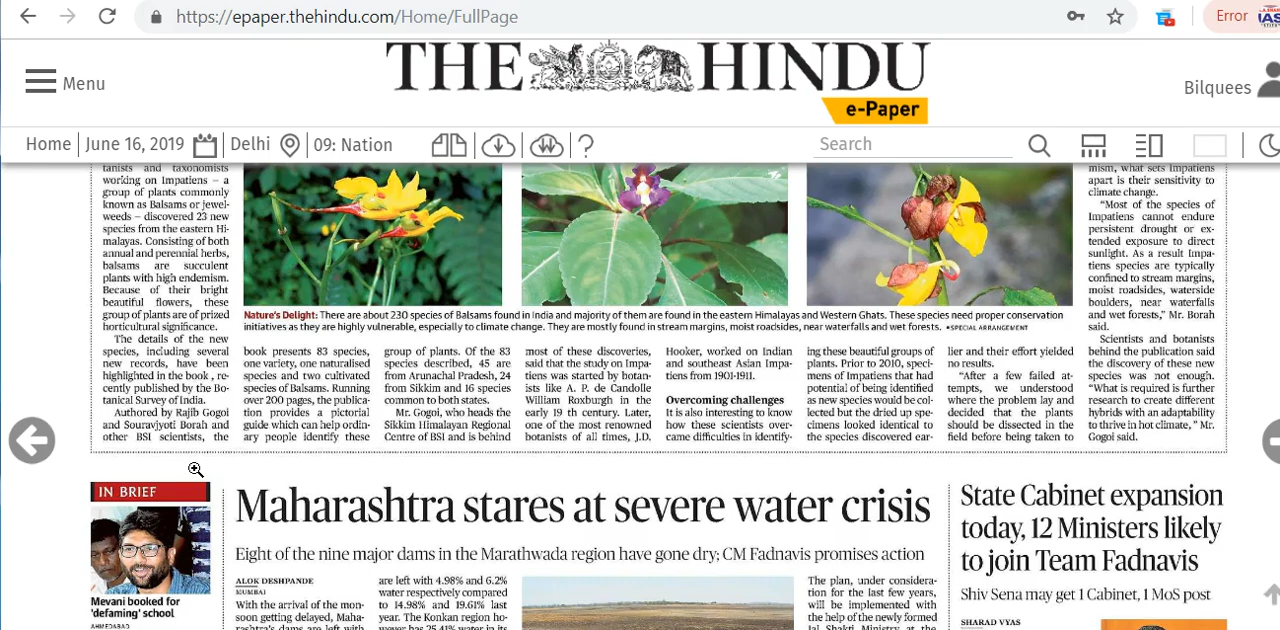 https://epaper.thehindu.com/Home/FullPage
Error
Menu
THE HINDU
e-Paper
Bilquees
Home
June 16, 2019
Delhi
09: Nation
Search
tanists and taxonomists
working on Impatiens – a
group of plants commonly
known as Balsams or jewel-
weeds – discovered 23 new
species from the eastern Hi-
malayas. Consisting of both
annual and perennial herbs,
balsams are succulent
plants with high endemism.
Because of their bright
beautiful flowers, these
group of plants are of prized
horticultural significance.
The details of the new
species, including several
new records, have been
highlighted in the book , re-
cently published by the Bo-
tanical Survey of India.
Authored by Rajib Gogoi
and Souravjyoti Borah and
other BSI scientists, the
Nature's Delight: There are about 230 species of Balsams found in India and majority of them are found in the eastern Himalayas and Western Ghats. These species need proper conservation
initiatives as they are highly vulnerable, especially to climate change. They are mostly found in stream margins, moist roadsides, near waterfalls and wet forests. •SPECIAL ARRANGEMENT
book presents 83 species,
one variety, one naturalised
species and two cultivated
species of Balsams. Running
over 200 pages, the publica-
tion provides a pictorial
guide which can help ordin-
ary people identify these
group of plants. Of the 83
species described, 45 are
from Arunachal Pradesh, 24
from Sikkim and 16 species
common to both states.
Mr. Gogoi, who heads the
Sikkim Himalayan Regional
Centre of BSI and is behind
most of these discoveries,
said that the study on Impa-
tiens was started by botan-
ists like A. P. de Candolle
William Roxburgh in the
early 19 th century. Later,
one of the most renowned
botanists of all times, J.D.
Hooker, worked on Indian
and southeast Asian Impa-
tiens from 1901-1911.
Overcoming challenges
It is also interesting to know
how these scientists over-
came difficulties in identify-
ing these beautiful groups of
plants. Prior to 2010, speci-
mens of Impatiens that had
potential of being identified
as new species would be col-
lected but the dried up spe-
cimens looked identical to
the species discovered ear-
lier and their effort yielded
no results.
“After a few failed at-
tempts, we understood
where the problem lay and
decided that the plants
should be dissected in the
field before being taken to
mism, what sets Impatiens
apart is their sensitivity to
climate change.
“Most of the species of
Impatiens cannot endure
persistent drought or ex-
tended exposure to direct
sunlight. As a result Impa-
tiens species are typically
confined to stream margins,
moist roadsides, waterside
boulders, near waterfalls
and wet forests,” Mr. Borah
said.
Scientists and botanists
behind the publication said
the discovery of these new
species was not enough.
“What is required is further
research to create different
hybrids with an adaptability
to thrive in hot climate, ” Mr.
Gogoi said.
IN BRIEF
Mevani booked for
'defaming' school
AHMEDABAD
Maharashtra stares at severe water crisis
Eight of the nine major dams in the Marathwada region have gone dry; CM Fadnavis promises action
ALOK DESHPANDE
MUMBAI
With the arrival of the mon-
soon getting delayed, Maha-
rashtra's dams are left with
are left with 4.98% and 6.2%
water respectively compared
to 14.98% and 19.61% last
year. The Konkan region ho-
wever has 25.41% water in its
The plan, under considera-
tion for the last few years,
will be implemented with
the help of the newly formed
Jal Shakti Ministry at the
State Cabinet expansion
today, 12 Ministers likely
to join Team Fadnavis
Shiv Sena may get 1 Cabinet, 1 MoS post
SHARAD VYAS